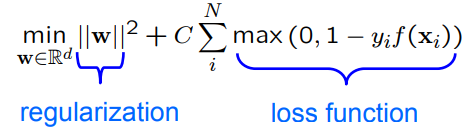 min_{w∈ℝ^d} ||w||² + C ∑_i^N max (0, 1 − y_i f(x_i))
regularization loss function